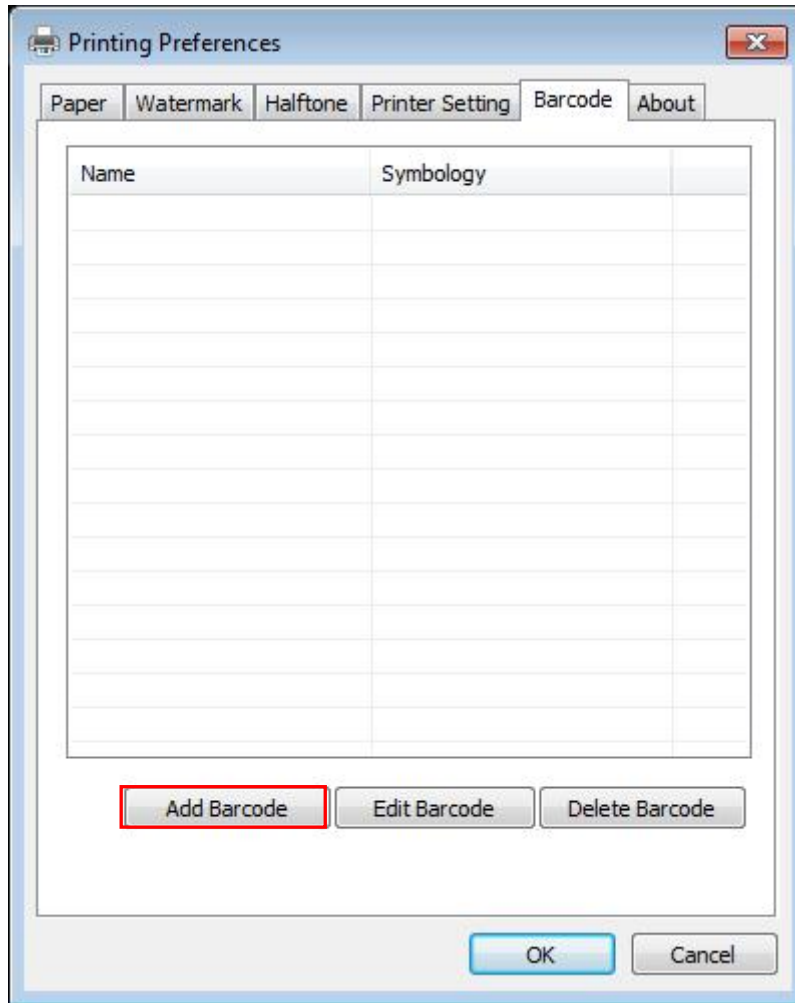 Printing Preferences
Paper Watermark Halftone Printer Setting Barcode About
Name Symbology
Add Barcode Edit Barcode Delete Barcode
OK Cancel